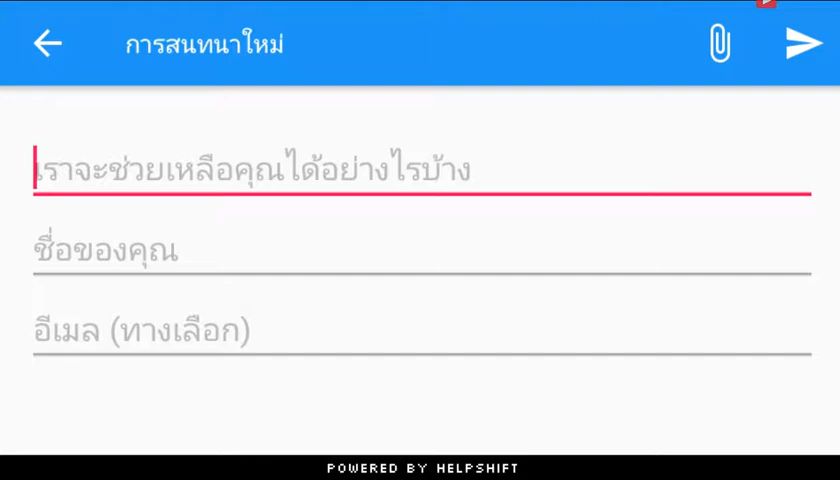 การสนทนาใหม่
เราจะช่วยเหลือคุณได้อย่างไรบ้าง
ชื่อของคุณ
อีเมล (ทางเลือก)
POWERED BY HELPSHIFT